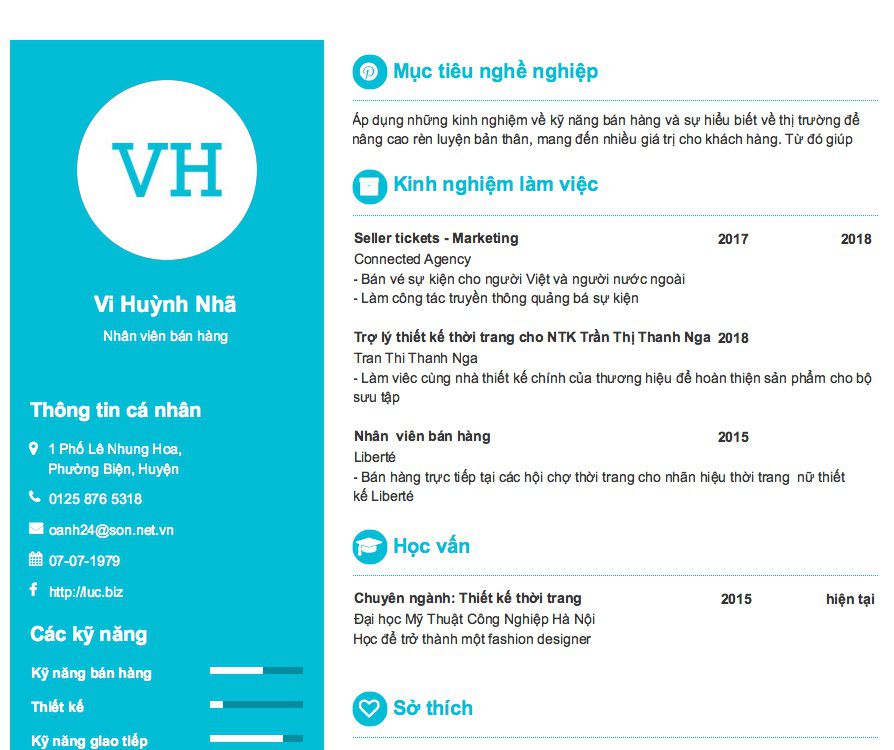 VH
Vi Huỳnh Nhã
Nhân viên bán hàng
Thông tin cá nhân
1 Phố Lê Nhung Hoa,
Phường Biện, Huyện
0125 876 5318
oanh24@son.net.vn
07-07-1979
http://luc.biz
Các kỹ năng
Kỹ năng bán hàng
Thiết kế
Kỹ năng giao tiếp
Mục tiêu nghề nghiệp
Áp dụng những kinh nghiệm về kỹ năng bán hàng và sự hiểu biết về thị trường để
nâng cao rèn luyện bản thân, mang đến nhiều giá trị cho khách hàng. Từ đó giúp
Kinh nghiệm làm việc
Seller tickets - Marketing 2017 2018
Connected Agency
- Bán vé sự kiện cho người Việt và người nước ngoài
- Làm công tác truyền thông quảng bá sự kiện
Trợ lý thiết kế thời trang cho NTK Trần Thị Thanh Nga 2018
Tran Thi Thanh Nga
- Làm viêc cùng nhà thiết kế chính của thương hiệu để hoàn thiện sản phẩm cho bộ
sưu tập
Nhân viên bán hàng 2015
Liberté
- Bán hàng trực tiếp tại các hội chợ thời trang cho nhãn hiệu thời trang nữ thiết
kế Liberté
Học vấn
Chuyên ngành: Thiết kế thời trang 2015 hiện tại
Đại học Mỹ Thuật Công Nghiệp Hà Nội
Học để trở thành một fashion designer
Sở thích